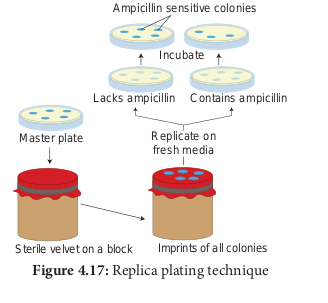 Ampicillin sensitive colonies
Incubate
Lacks ampicillin
Contains ampicillin
Master plate
Replicate on
fresh media
Sterile velvet on a block
Imprints of all colonies
Figure 4.17: Replica plating technique